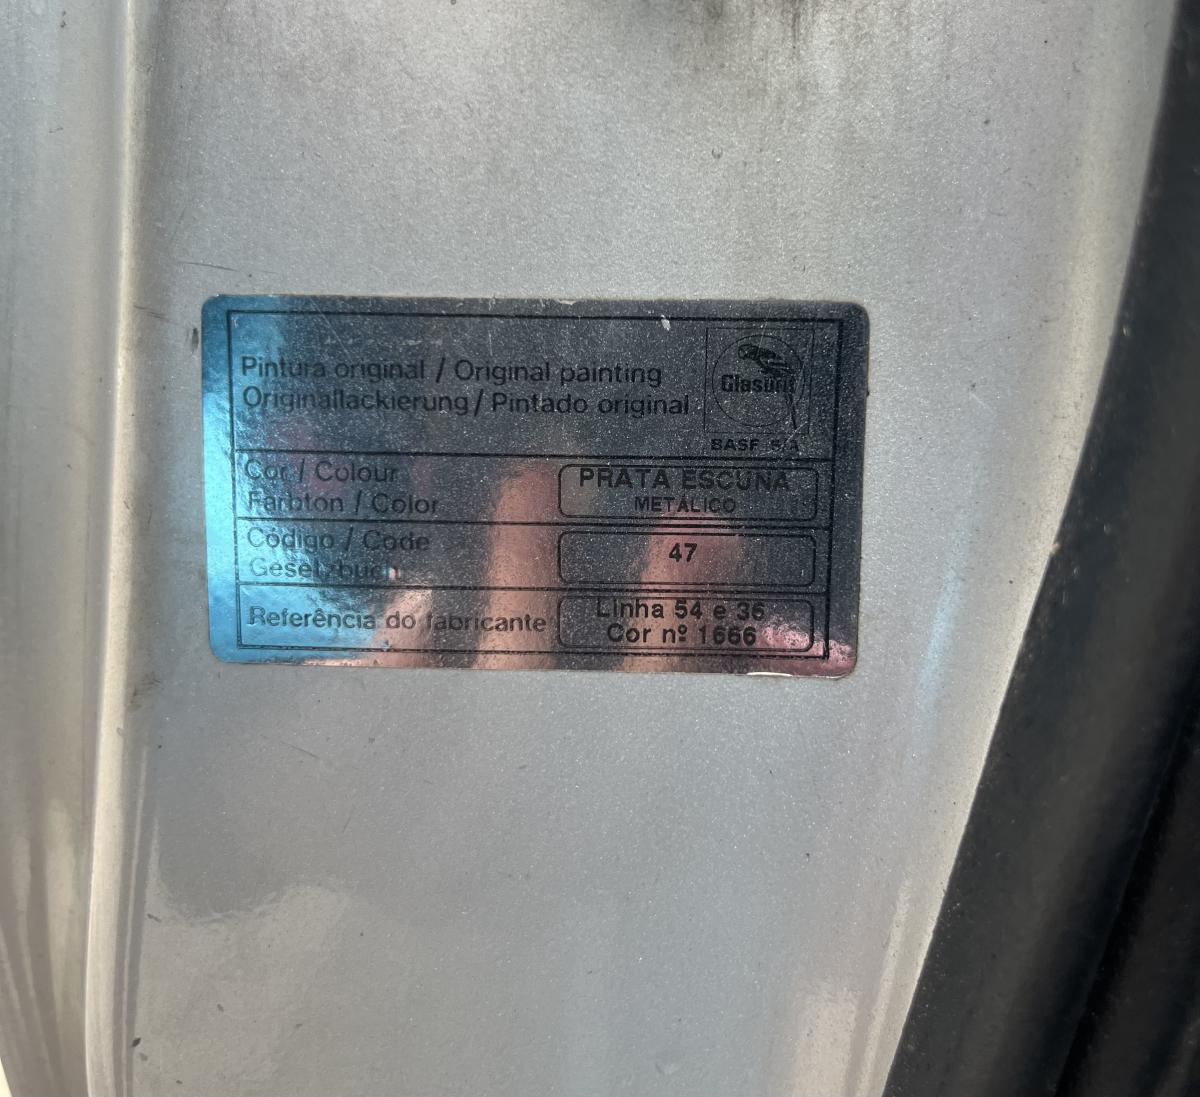 Pintura original / Original painting
Originallackierung / Pintado original
Glasurit
BASF S/A
Cor / Colour
Farbton / Color
PRATA ESCUNA
METÁLICO
Código / Code
Gesetzbuch
47
Referência do fabricante
Linha 54 e 36
Cor nº 1666